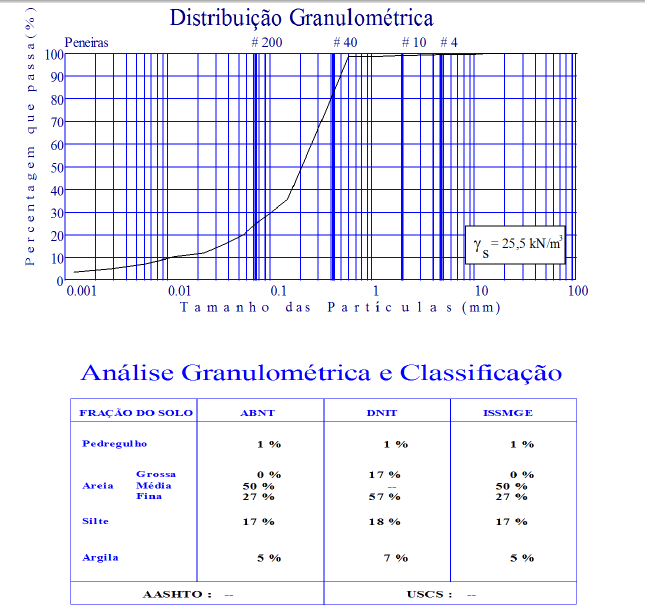 Distribuição Granulométrica
Peneiras # 200 # 40 # 10 # 4
Percentagem que passa (%)
100
90
80
70
60
50
40
30
20
10
0
γs = 25,5 kN/m³
0.001 0.01 0.1 1 10 100
Tamanho das Partículas (mm)
Análise Granulométrica e Classificação
FRAÇÃO DO SOLO ABNT DNIT ISSMGE
Pedregulho 1 % 1 % 1 %
Grossa 0 % 17 % 0 %
Areia Média 50 % -- 50 %
Fina 27 % 57 % 27 %
Silte 17 % 18 % 17 %
Argila 5 % 7 % 5 %
AASHTO : -- USCS : --